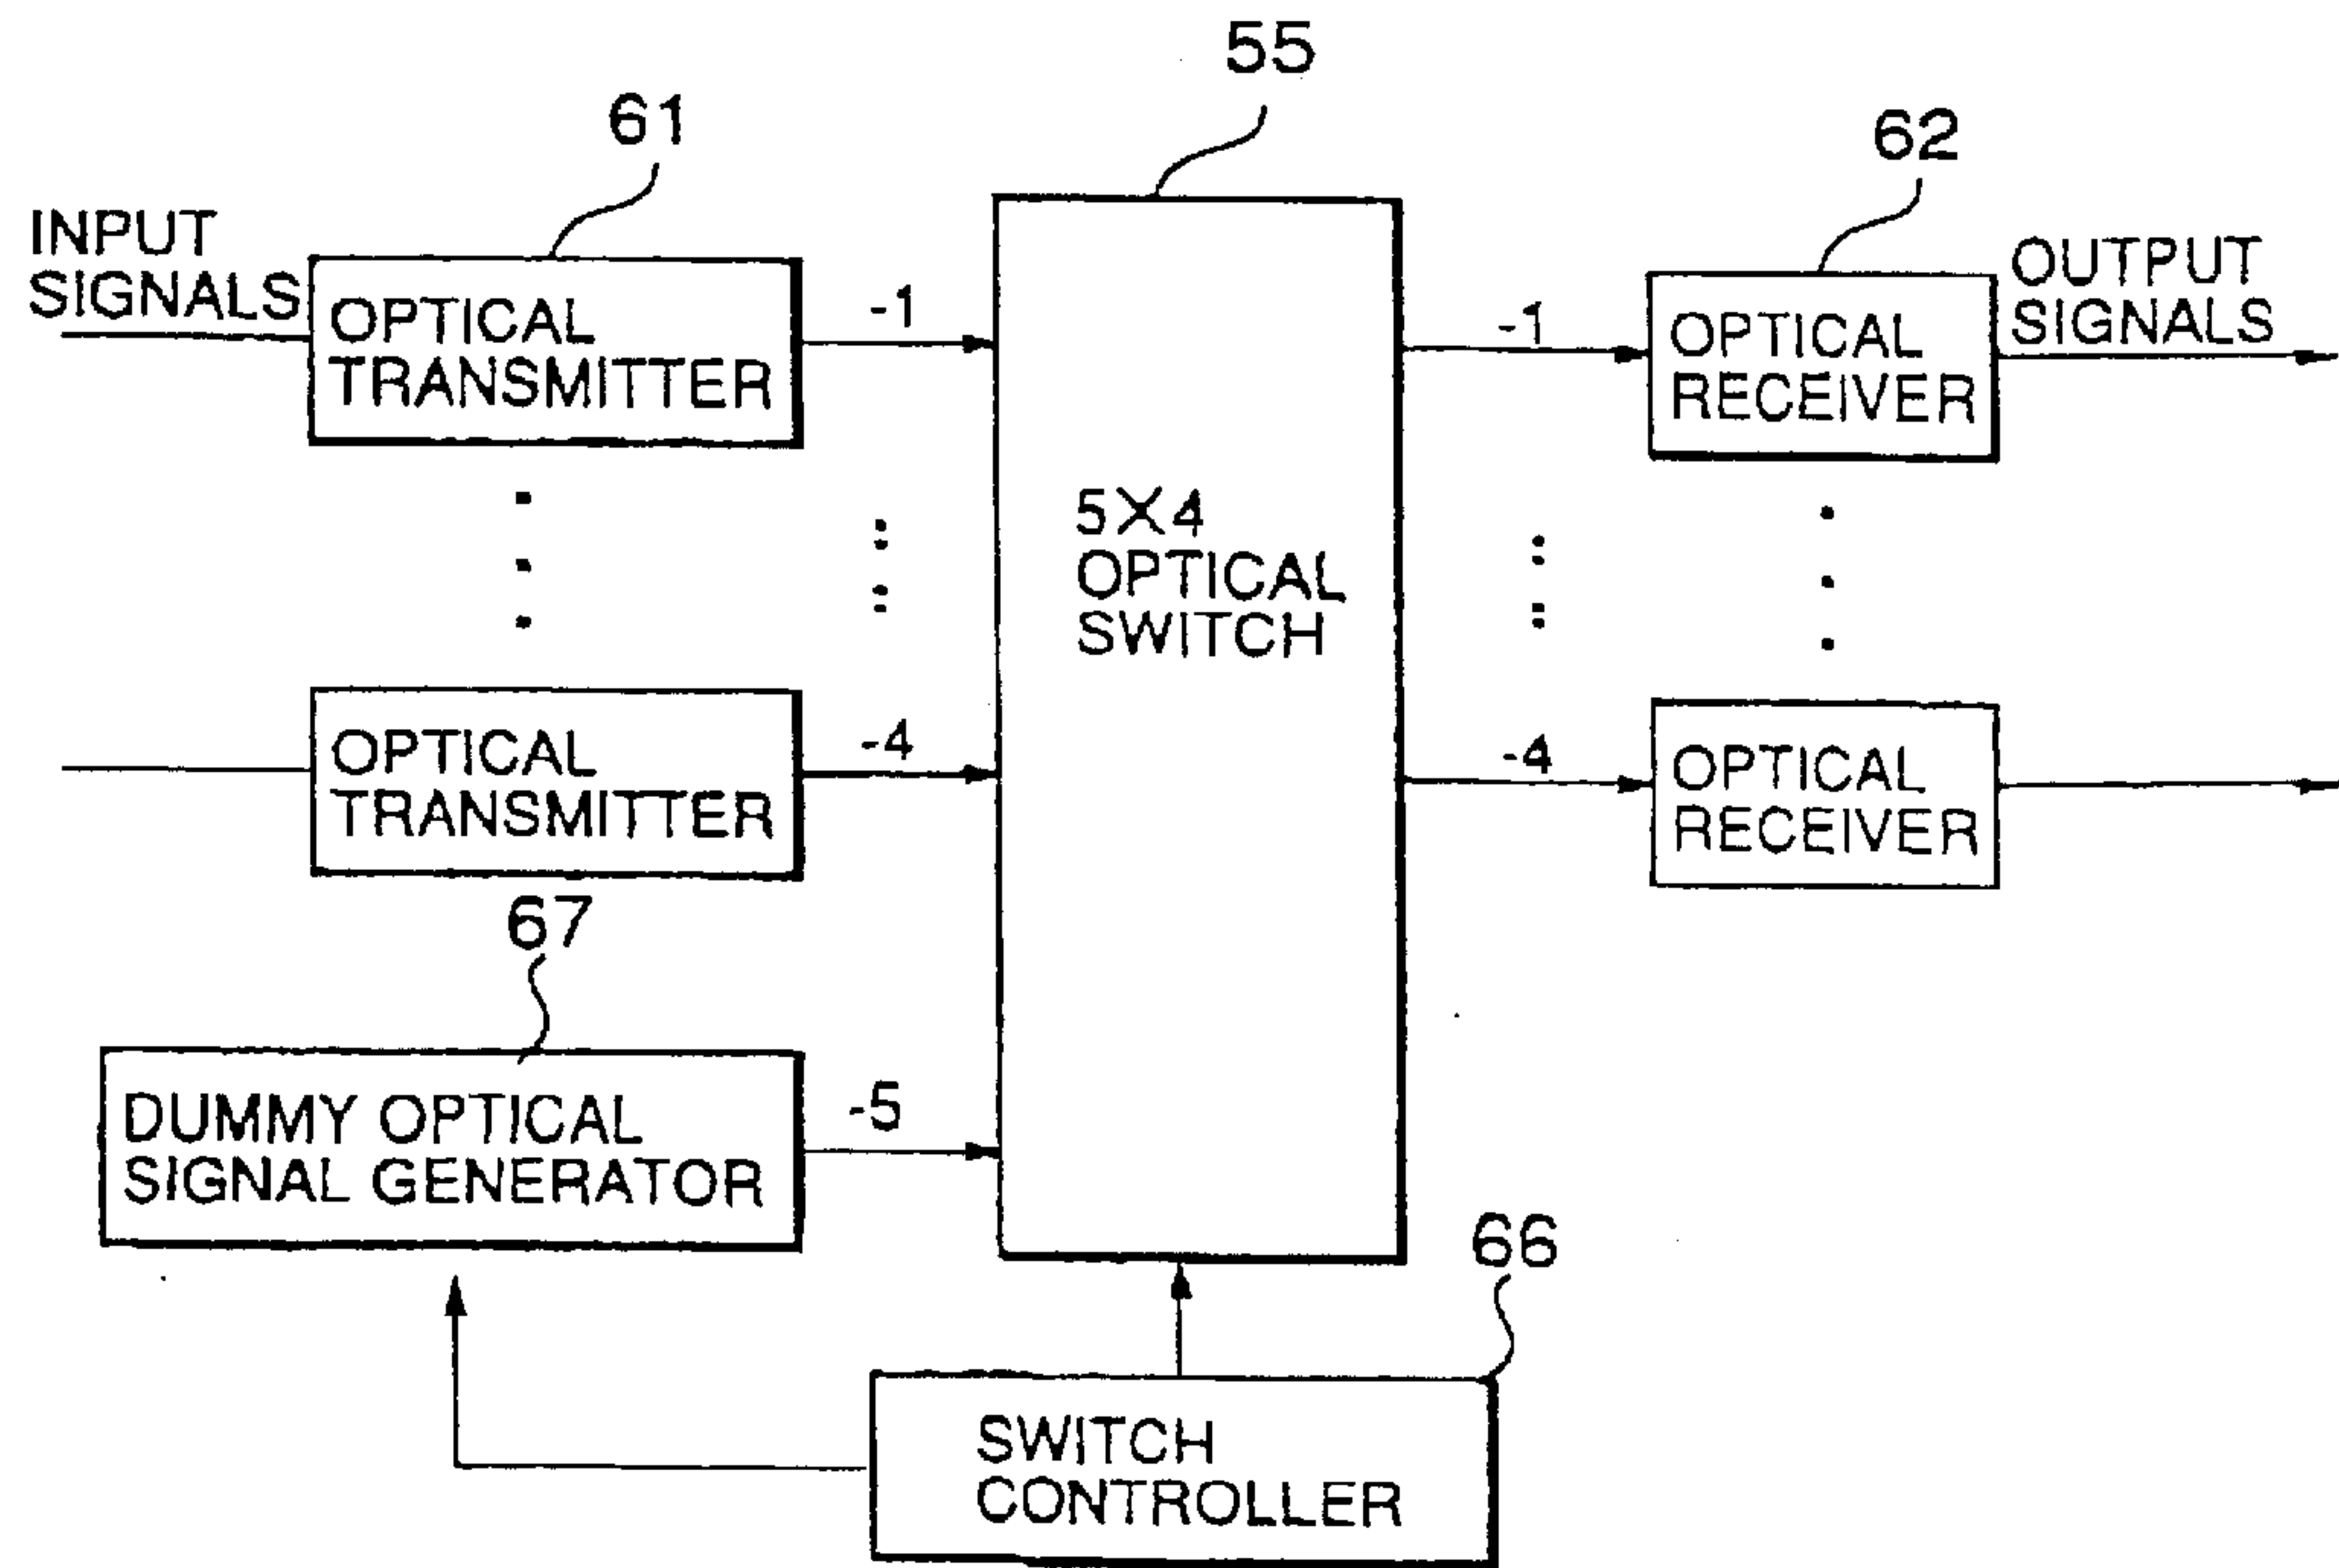 55
61
62
INPUT
SIGNALS
OPTICAL
TRANSMITTER
-1
-1
OPTICAL
RECEIVER
OUTPUT
SIGNALS
5X4
OPTICAL
SWITCH
OPTICAL
TRANSMITTER
-4
-4
OPTICAL
RECEIVER
67
DUMMY OPTICAL
SIGNAL GENERATOR
-5
66
SWITCH
CONTROLLER